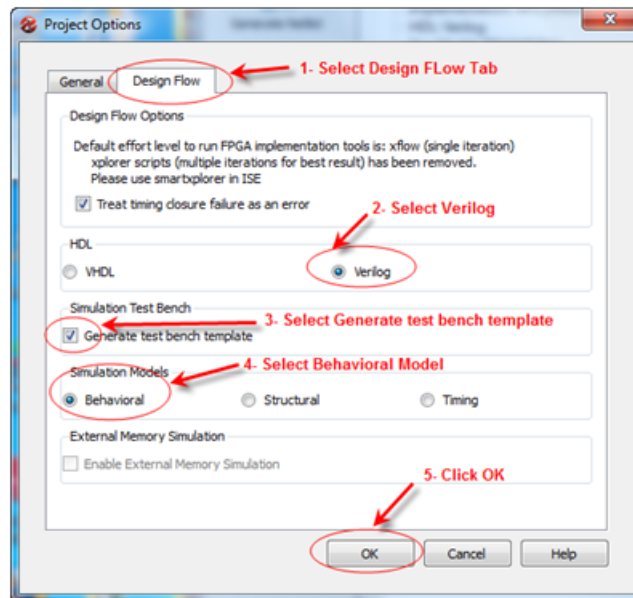 Project Options
General
Design Flow
1- Select Design FLow Tab
Design Flow Options
Default effort level to run FPGA implementation tools is: xflow (single iteration)
xplorer scripts (multiple iterations for best result) has been removed.
Please use smartxplorer in ISE
Treat timing closure failure as an error
2- Select Verilog
HDL
VHDL
Verilog
Simulation Test Bench
3- Select Generate test bench template
Generate test bench template
4- Select Behavioral Model
Simulation Models
Behavioral
Structural
Timing
External Memory Simulation
Enable External Memory Simulation
5- Click OK
OK
Cancel
Help